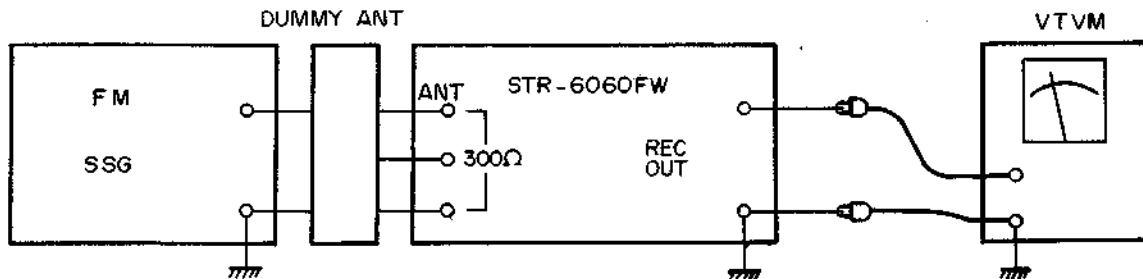 DUMMY ANT
VTVM
FM
SSG
ANT
300Ω
STR-6060FW
REC
OUT